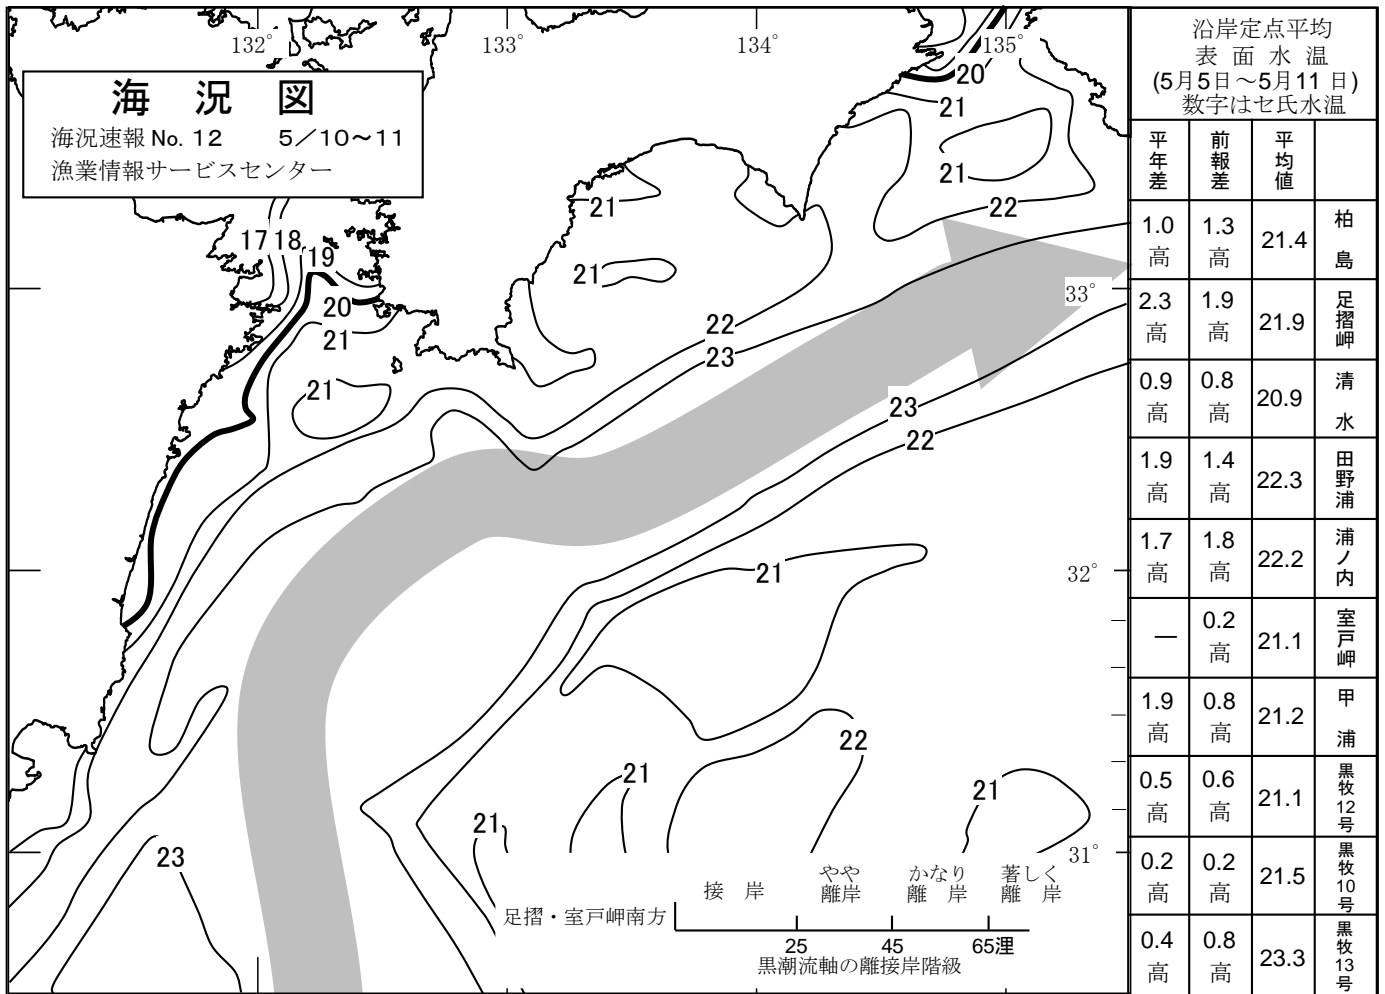 132°
133°
134°
135°
海 況 図
海況速報 No. 12 5／10～11
漁業情報サービスセンター
20
21
21
22
21
17 18
19
20
21
21
21
22
23
33°
23
22
21
32°
22
21
21
21
23
31°
接 岸
やや
離岸
かなり
離 岸
著しく
離 岸
足摺・室戸岬南方
25 45 65浬
黒潮流軸の離接岸階級
沿岸定点平均
表 面 水 温
(5月5日～5月11 日)
数字はセ氏水温
平年差 前報差 平均値
1.0高 1.3高 21.4 柏島
2.3高 1.9高 21.9 足摺岬
0.9高 0.8高 20.9 清水
1.9高 1.4高 22.3 田野浦
1.7高 1.8高 22.2 浦ノ内
― 0.2高 21.1 室戸岬
1.9高 0.8高 21.2 甲浦
0.5高 0.6高 21.1 黒牧12号
0.2高 0.2高 21.5 黒牧10号
0.4高 0.8高 23.3 黒牧13号